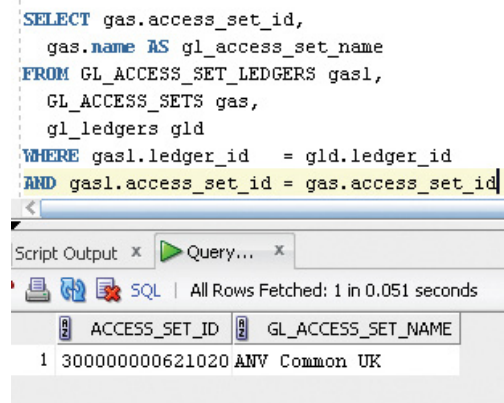 SELECT gas.access_set_id,
gas.name AS gl_access_set_name
FROM GL_ACCESS_SET_LEDGERS gasl,
GL_ACCESS_SETS gas,
gl_ledgers gld
WHERE gasl.ledger_id = gld.ledger_id
AND gasl.access_set_id = gas.access_set_id
Script Output x Query... x
SQL | All Rows Fetched: 1 in 0.051 seconds
ACCESS_SET_ID GL_ACCESS_SET_NAME
1 300000000621020 ANV Common UK